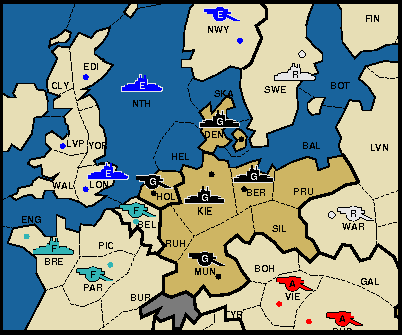 E
NWY
FIN
EDI
CLY
E
NTH
SKA
SWE
R
BOT
G
DEN
LVP
YOR
BAL
LVN
HEL
WAL
E
LON
G
HOL
G
KIE
G
BER
PRU
ENG
F
BEL
R
WAR
F
BRE
PIC
RUH
SIL
F
PAR
G
MUN
BOH
GAL
A
VIE
BUR
TYR
A
BUD